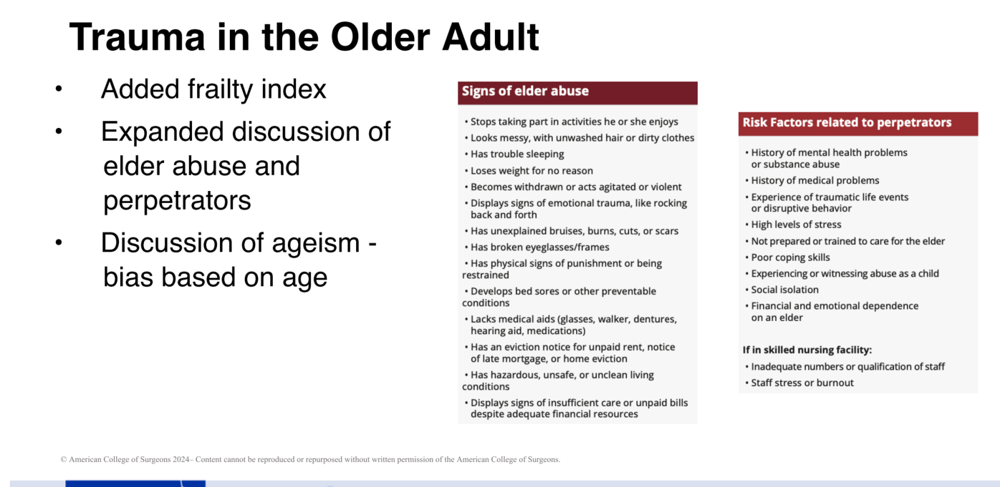 Trauma in the Older Adult
• Added frailty index
• Expanded discussion of
elder abuse and
perpetrators
• Discussion of ageism -
bias based on age
Signs of elder abuse
• Stops taking part in activities he or she enjoys
• Looks messy, with unwashed hair or dirty clothes
• Has trouble sleeping
• Loses weight for no reason
• Becomes withdrawn or acts agitated or violent
• Displays signs of emotional trauma, like rocking
back and forth
• Has unexplained bruises, burns, cuts, or scars
• Has broken eyeglasses/frames
• Has physical signs of punishment or being
restrained
• Develops bed sores or other preventable
conditions
• Lacks medical aids (glasses, walker, dentures,
hearing aid, medications)
• Has an eviction notice for unpaid rent, notice
of late mortgage, or home eviction
• Has hazardous, unsafe, or unclean living
conditions
• Displays signs of insufficient care or unpaid bills
despite adequate financial resources
Risk Factors related to perpetrators
• History of mental health problems
or substance abuse
• History of medical problems
• Experience of traumatic life events
or disruptive behavior
• High levels of stress
• Not prepared or trained to care for the elder
• Poor coping skills
• Experiencing or witnessing abuse as a child
• Social isolation
• Financial and emotional dependence
on an elder
If in skilled nursing facility:
• Inadequate numbers or qualification of staff
• Staff stress or burnout
© American College of Surgeons 2024– Content cannot be reproduced or repurposed without written permission of the American College of Surgeons.